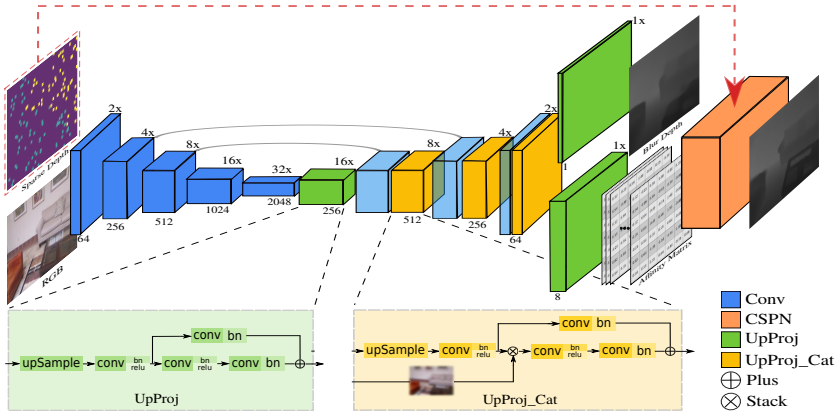 Sparse Depth
RGB
2x
64
4x
256
8x
512
16x
1024
32x
2048
16x
256
8x
512
4x
256
2x
64
1x
1
Blur Depth
1x
8
Affinity Matrix
upSample
conv
bn
relu
conv
bn
relu
conv
bn
conv
bn
UpProj
upSample
conv
bn
relu
conv
bn
relu
conv
bn
conv
bn
UpProj_Cat
Conv
CSPN
UpProj
UpProj_Cat
Plus
Stack